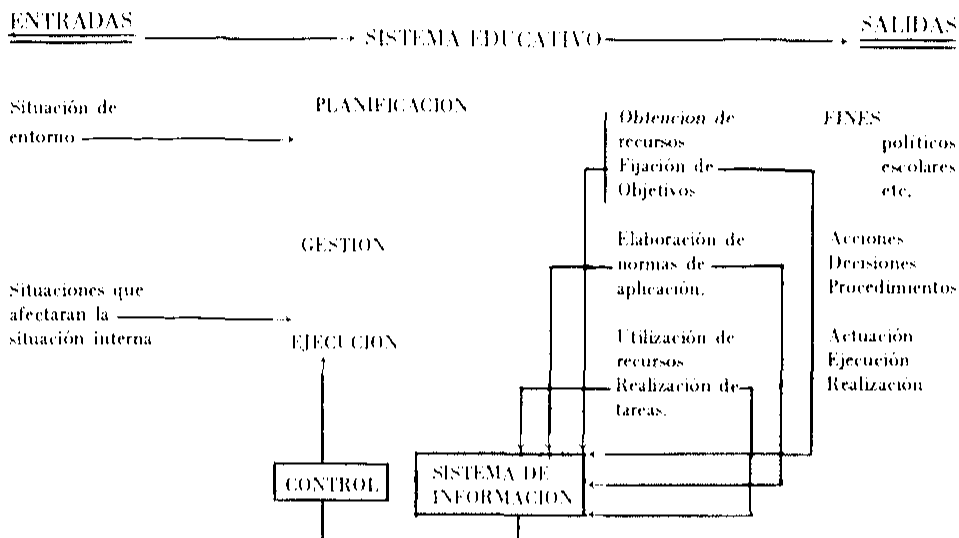 ENTRADAS
SISTEMA EDUCATIVO
SALIDAS
Situación de
entorno
PLANIFICACION
Obtencion de
recursos
Fijación de
Objetivos
FINES
políticos
escolares
etc.
GESTION
Elaboración de
normas de
aplicación.
Acciones
Decisiones
Procedimientos
Situaciones que
afectaran la
situación interna
EJECUCION
Utilización de
recursos
Realización de
tareas.
Actuación
Ejecución
Realización
CONTROL
SISTEMA DE
INFORMACION